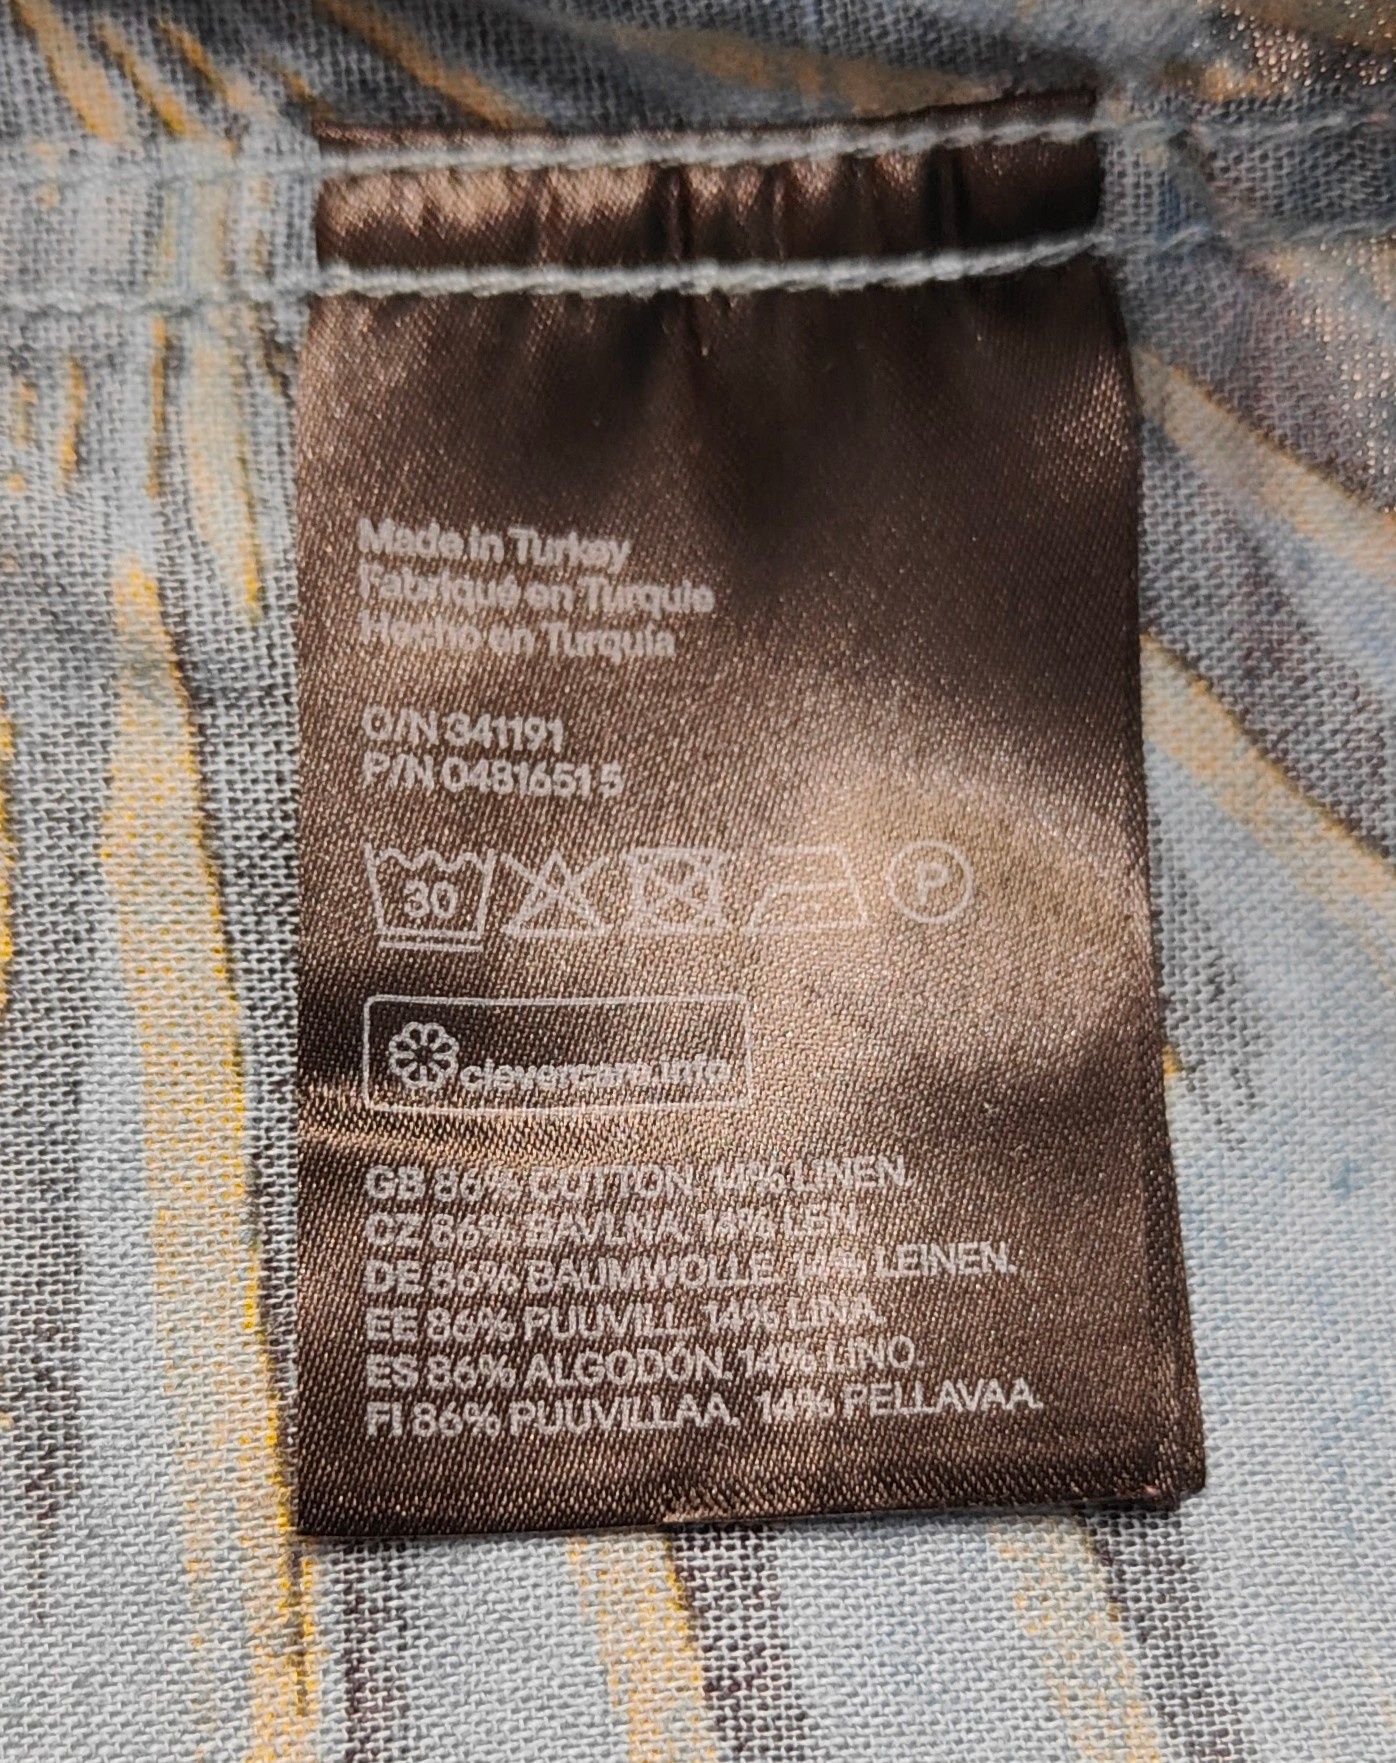 Made in Turkey
Fabriqué en Turquie
Hecho en Turquía
O/N 341191
P/N 04816515
30
P
clevercare.info
GB 86% COTTON. 14% LINEN.
CZ 86% BAVLNA, 14% LEN.
DE 86% BAUMWOLLE. 14% LEINEN.
EE 86% PUUVILL. 14% LINA.
ES 86% ALGODÓN. 14% LINO.
FI 86% PUUVILLAA. 14% PELLAVAA.